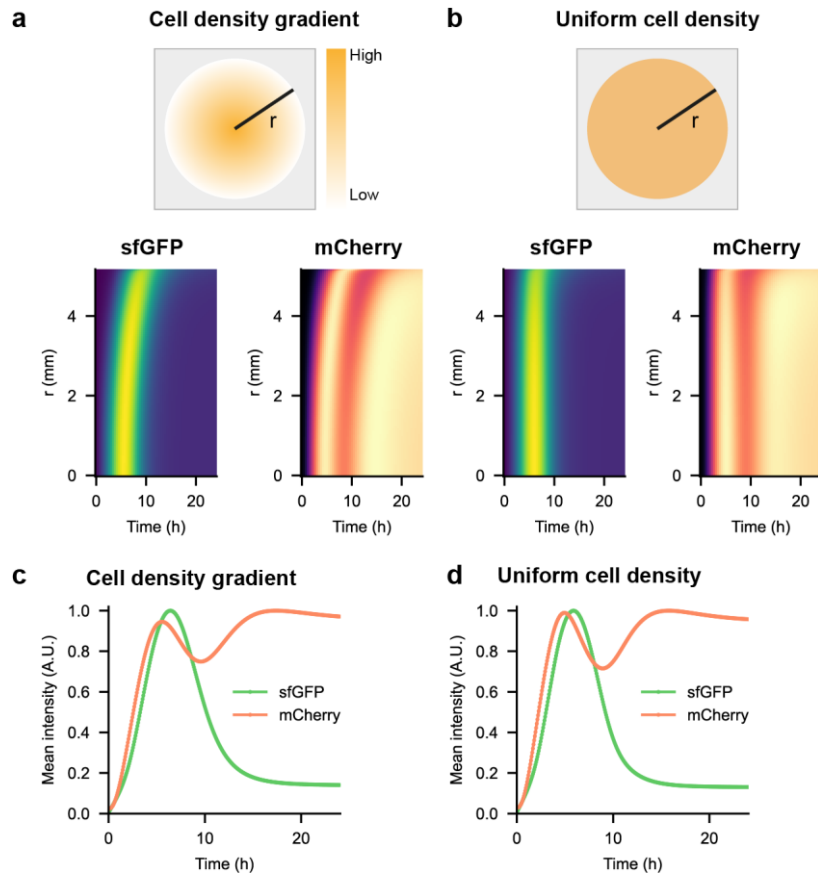 a
Cell density gradient
High
r
Low
b
Uniform cell density
r
sfGFP
r (mm)
4
2
0
0 10 20
Time (h)
mCherry
r (mm)
4
2
0
0 10 20
Time (h)
sfGFP
r (mm)
4
2
0
0 10 20
Time (h)
mCherry
r (mm)
4
2
0
0 10 20
Time (h)
c
Cell density gradient
Mean intensity (A.U.)
1.0
0.8
0.6
0.4
0.2
0.0
sfGFP
mCherry
0 10 20
Time (h)
d
Uniform cell density
Mean intensity (A.U.)
1.0
0.8
0.6
0.4
0.2
0.0
sfGFP
mCherry
0 10 20
Time (h)